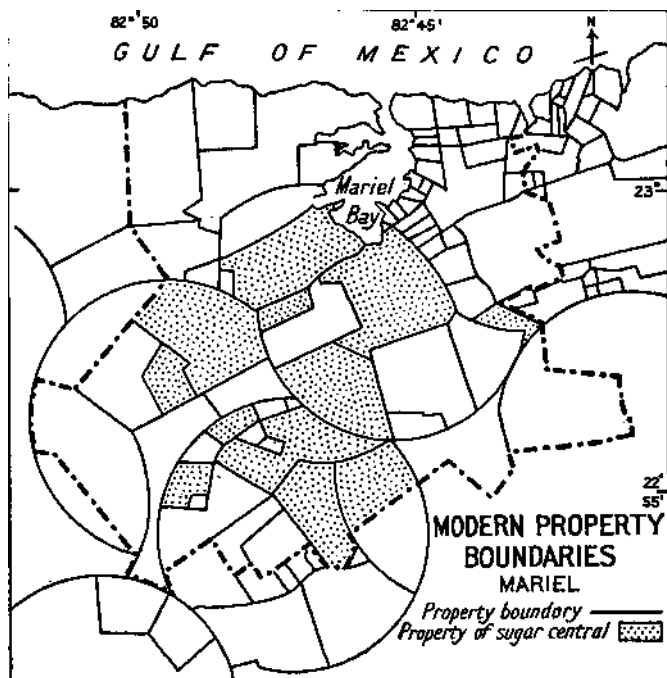 82°50'
82°45'
N
GULF OF MEXICO
Mariel
Bay
23°
22°
55'
MODERN PROPERTY
BOUNDARIES
MARIEL
Property boundary
Property of sugar central